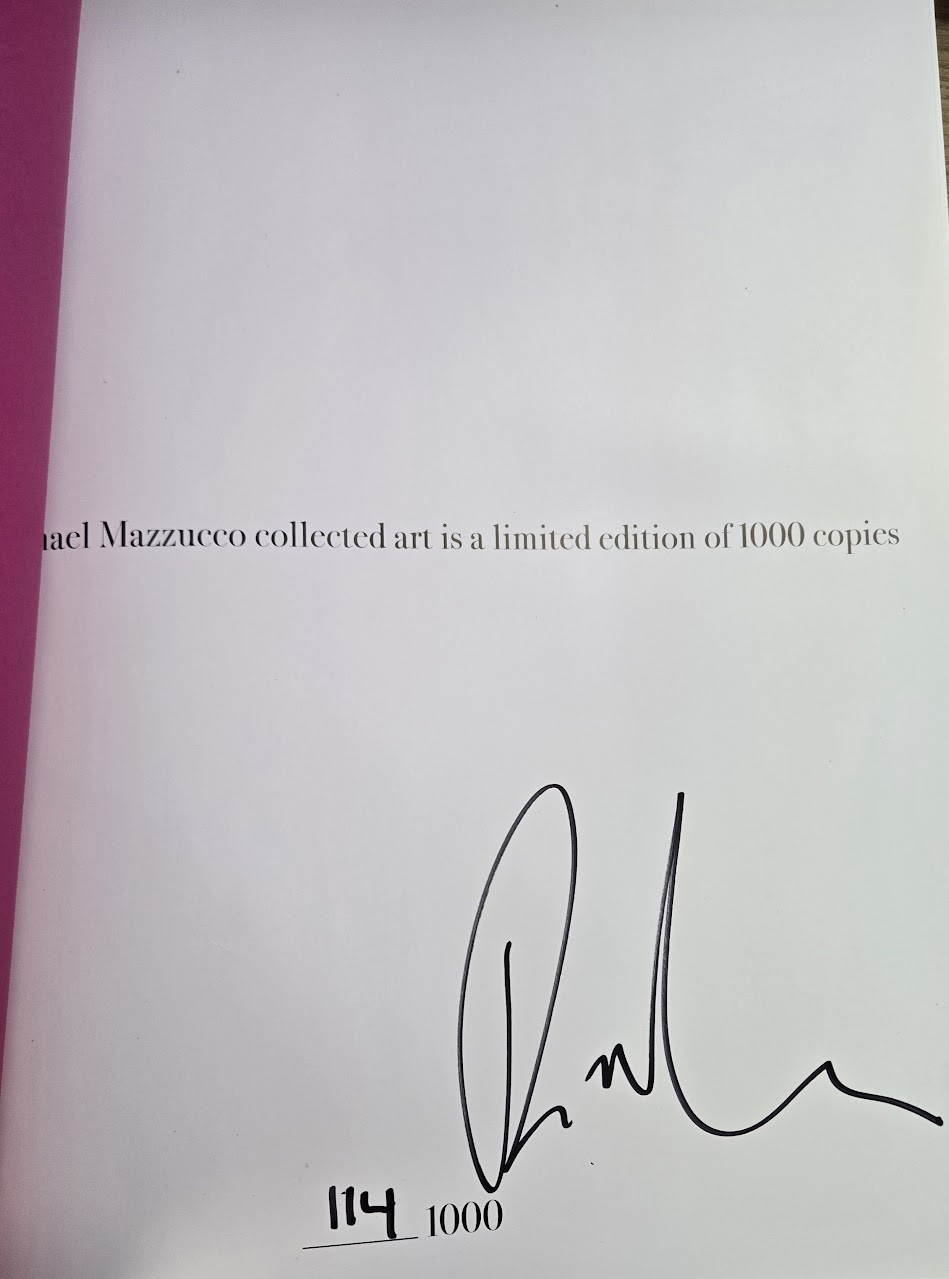 ael Mazzucco collected art is a limited edition of 1000 copies
114 1000